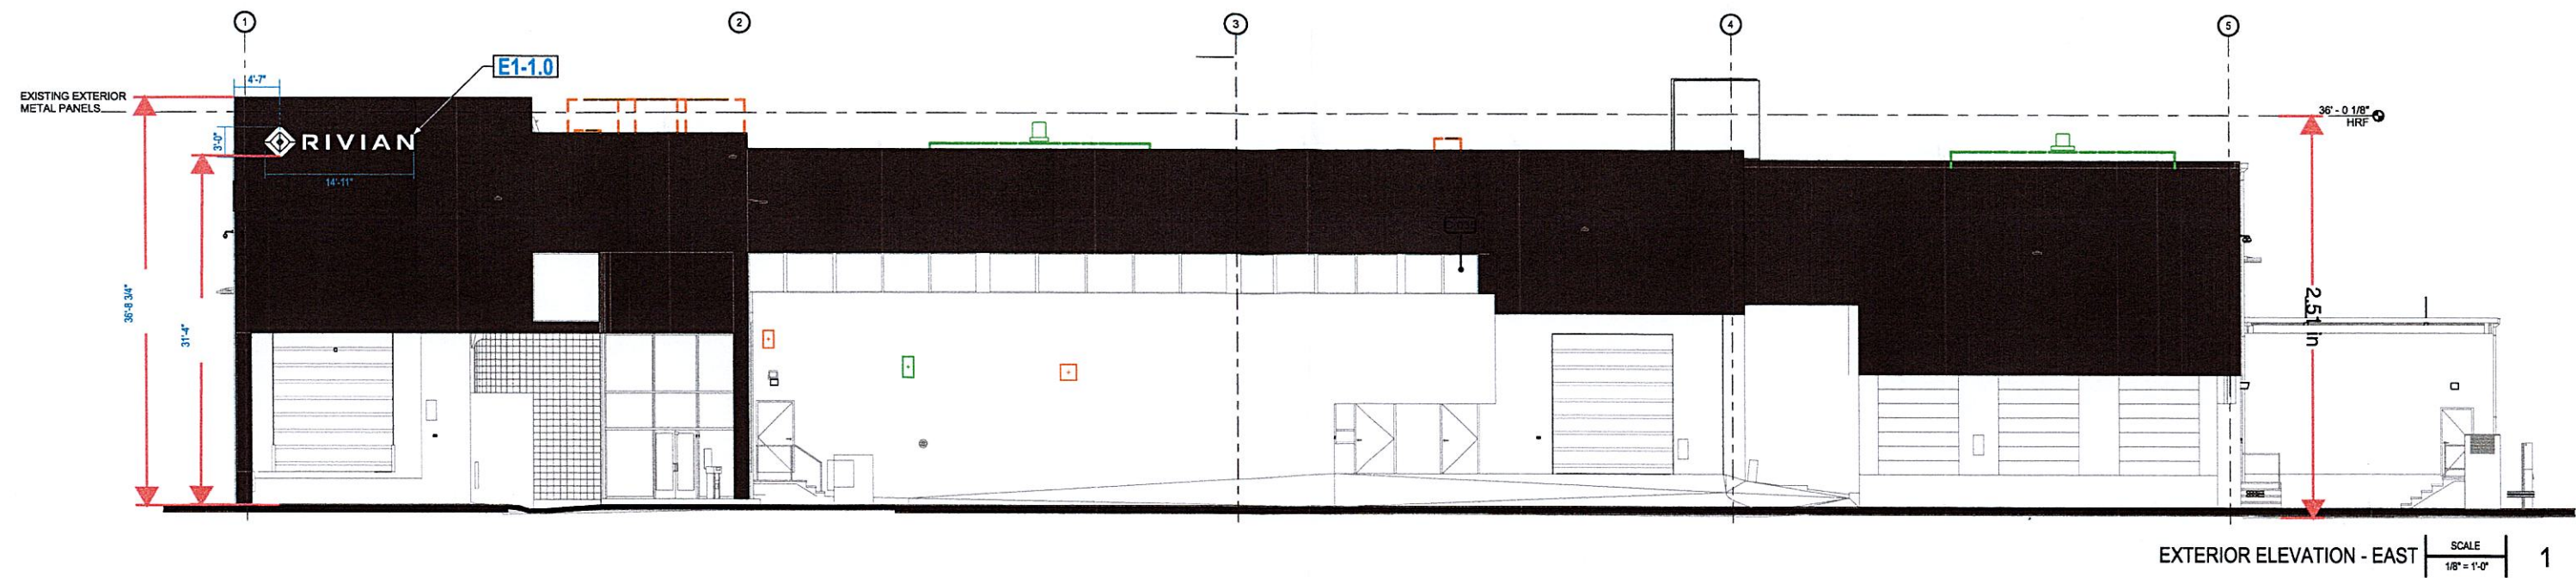 1
2
3
4
5
E1-1.0
4'-7"
EXISTING EXTERIOR
METAL PANELS
36' - 0 1/8"
HRF
3'-0"
RIVIAN
14'-11"
36'-8 3/4"
31'-4"
2.51 in
EXTERIOR ELEVATION - EAST
SCALE
1/8" = 1'-0"
1